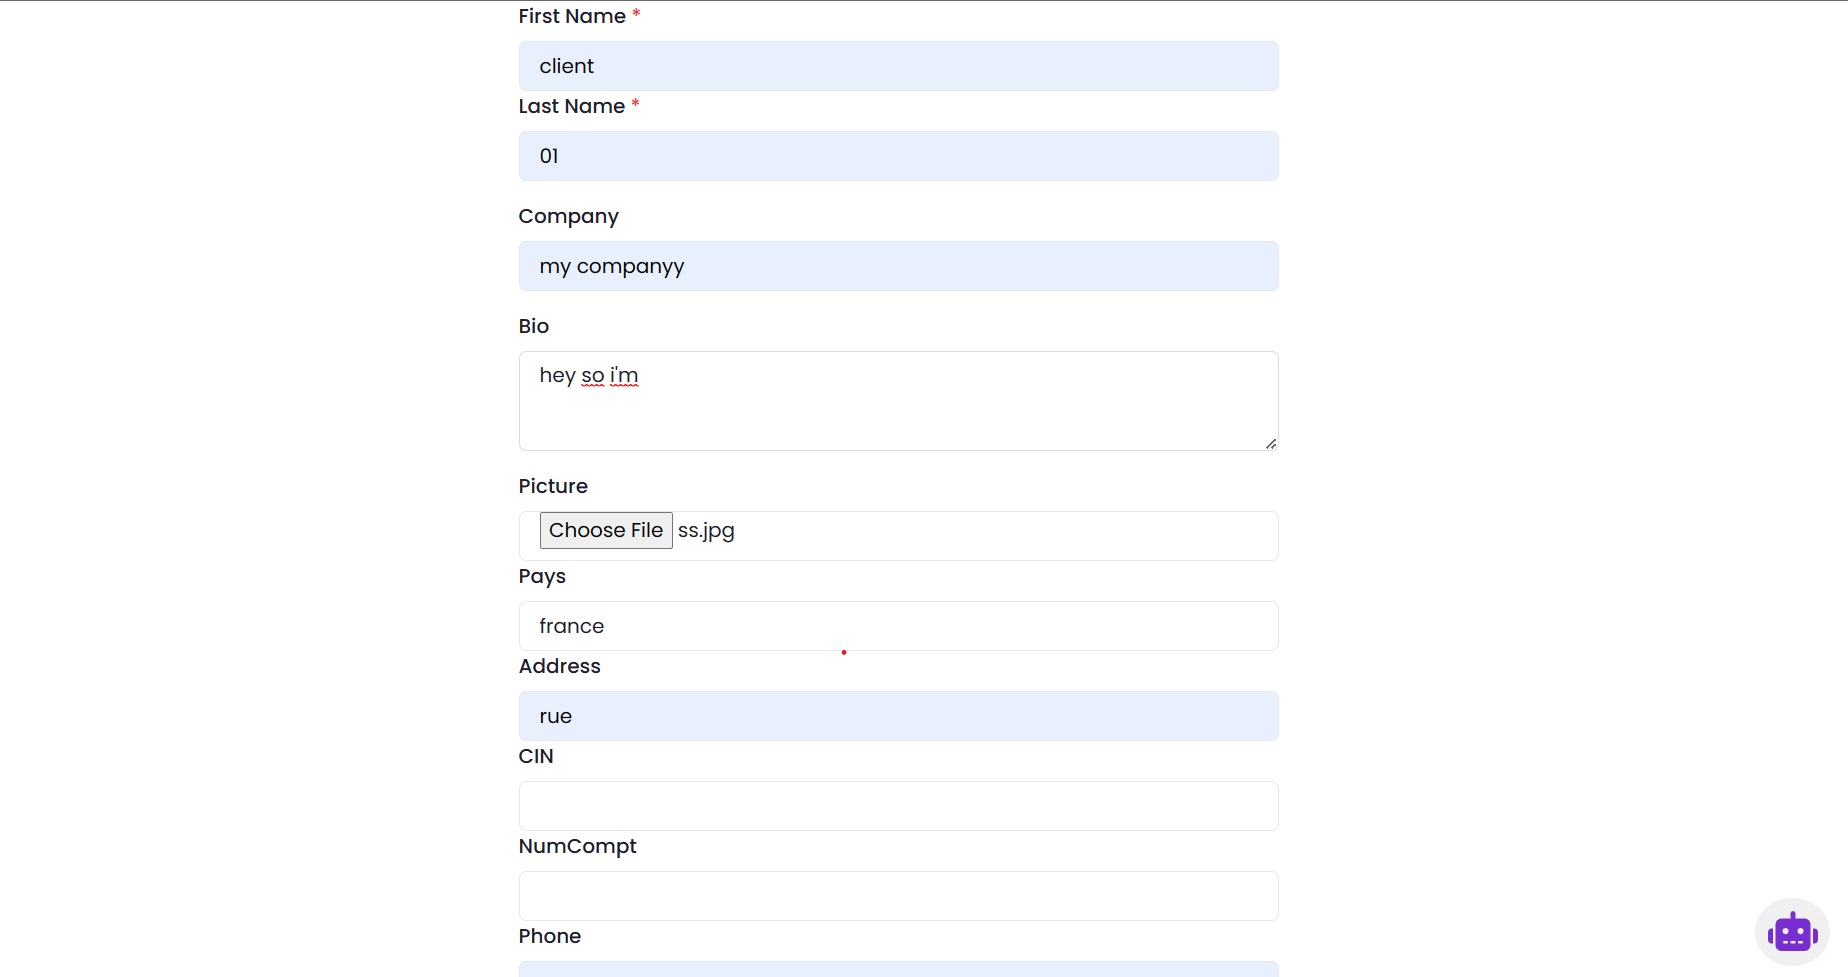 First Name *
client
Last Name *
01
Company
my companyy
Bio
hey so i'm
Picture
Choose File ss.jpg
Pays
france
Address
rue
CIN
NumCompt
Phone